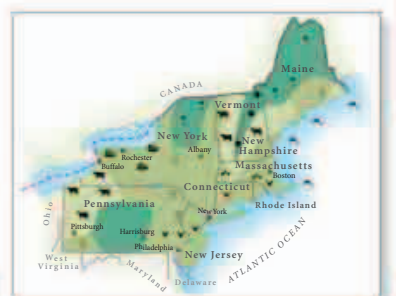 CANADA
Maine
Vermont
New York
New
Hampshire
Rochester
Albany
Buffalo
Massachusetts
Boston
Connecticut
Ohio
Pennsylvania
Rhode Island
New York
Pittsburgh
Harrisburg
Philadelphia
New Jersey
West
Virginia
Maryland
Delaware
ATLANTIC OCEAN